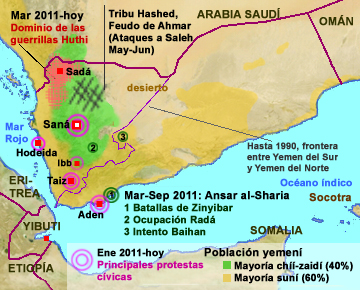 Mar 2011-hoy
Dominio de las
guerrillas Huthi
Tribu Hashed,
Feudo de Ahmar
(Ataques a Saleh
May-Jun)
ARABIA SAUDÍ
OMÁN
Sadá
desierto
Saná
Mar
Rojo
Hodeida
3
2
Ibb
Taiz
1
Aden
Hasta 1990, frontera
entre Yemen del Sur
y Yemen del Norte
ERI-
TREA
Mar-Sep 2011: Ansar al-Sharia
1 Batallas de Zinyibar
2 Ocupación Radá
3 Intento Baihan
Océano índico
Socotra
YIBUTI
SOMALIA
ETIOPÍA
Ene 2011-hoy
Principales protestas
cívicas
Población yemení
Mayoría chíi-zaidí (40%)
Mayoría suní (60%)